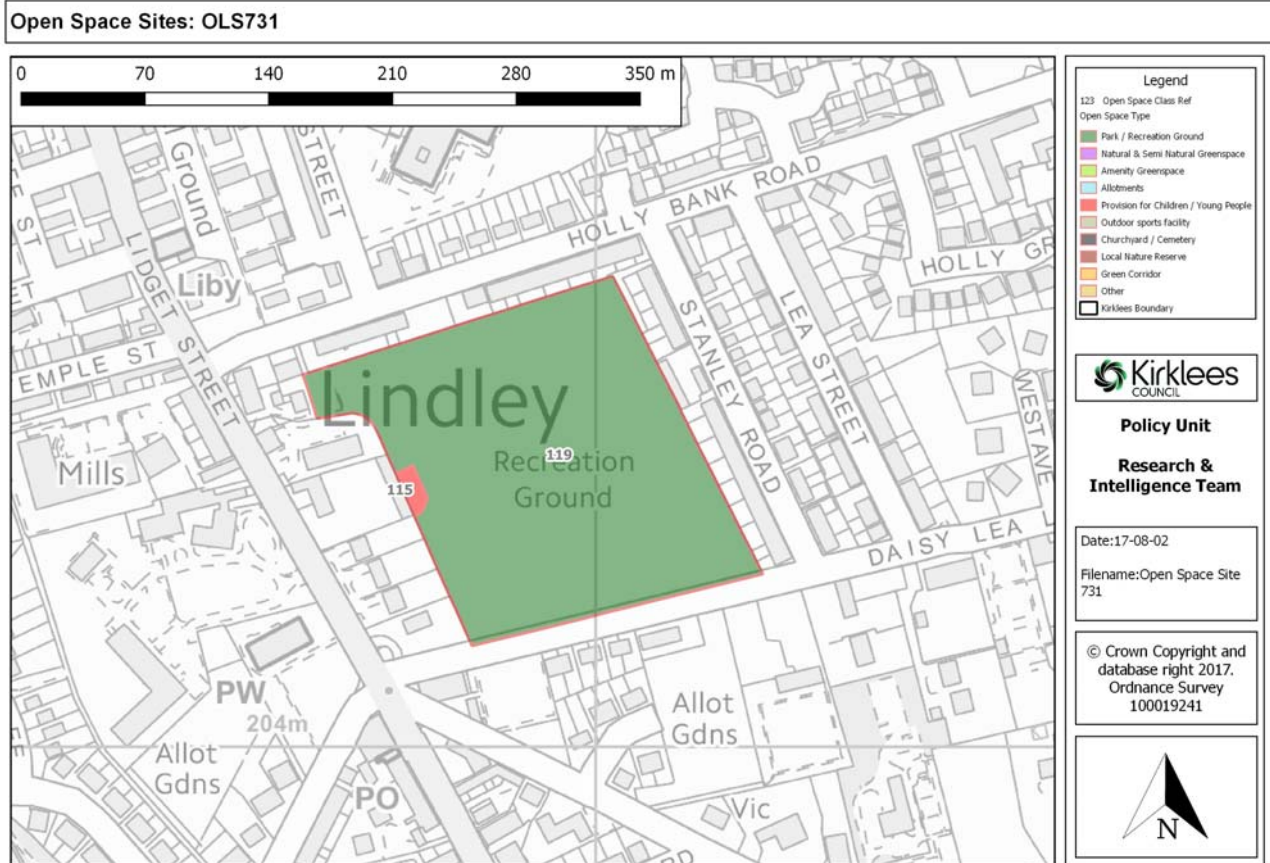 Open Space Sites: OLS731
0 70 140 210 280 350 m
Ground
STREET
LIDGET STREET
Liby
HOLLY BANK ROAD
HOLLY GR
EMPLE ST
STANLEY ROAD
LEA STREET
WEST AVE
Lindley
Mills
119
Recreation
Ground
115
DAISY LEA L
PW
204m
Allot
Gdns
Allot
Gdns
PO
Vic
RD
Legend
123 Open Space Class Ref
Open Space Type
Park / Recreation Ground
Natural & Semi Natural Greenspace
Amenity Greenspace
Allotments
Provision for Children / Young People
Outdoor sports facility
Churchyard / Cemetery
Local Nature Reserve
Green Corridor
Other
Kirklees Boundary
Kirklees
COUNCIL
Policy Unit
Research &
Intelligence Team
Date:17-08-02
Filename:Open Space Site
731
© Crown Copyright and
database right 2017.
Ordnance Survey
100019241
N